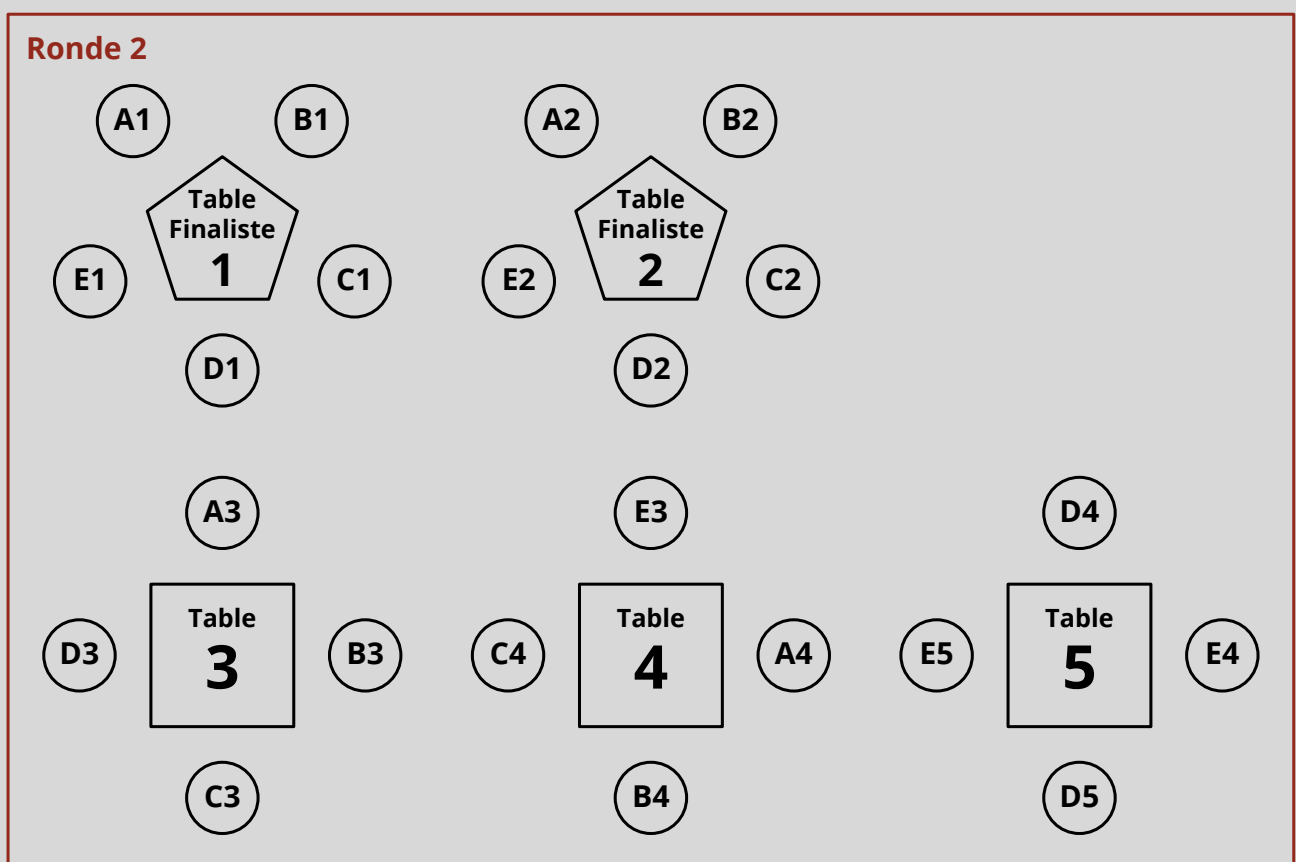 Ronde 2
A1
B1
A2
B2
Table
Finaliste
1
Table
Finaliste
2
E1
C1
E2
C2
D1
D2
A3
E3
D4
Table
3
Table
4
Table
5
D3
B3
C4
A4
E5
E4
C3
B4
D5